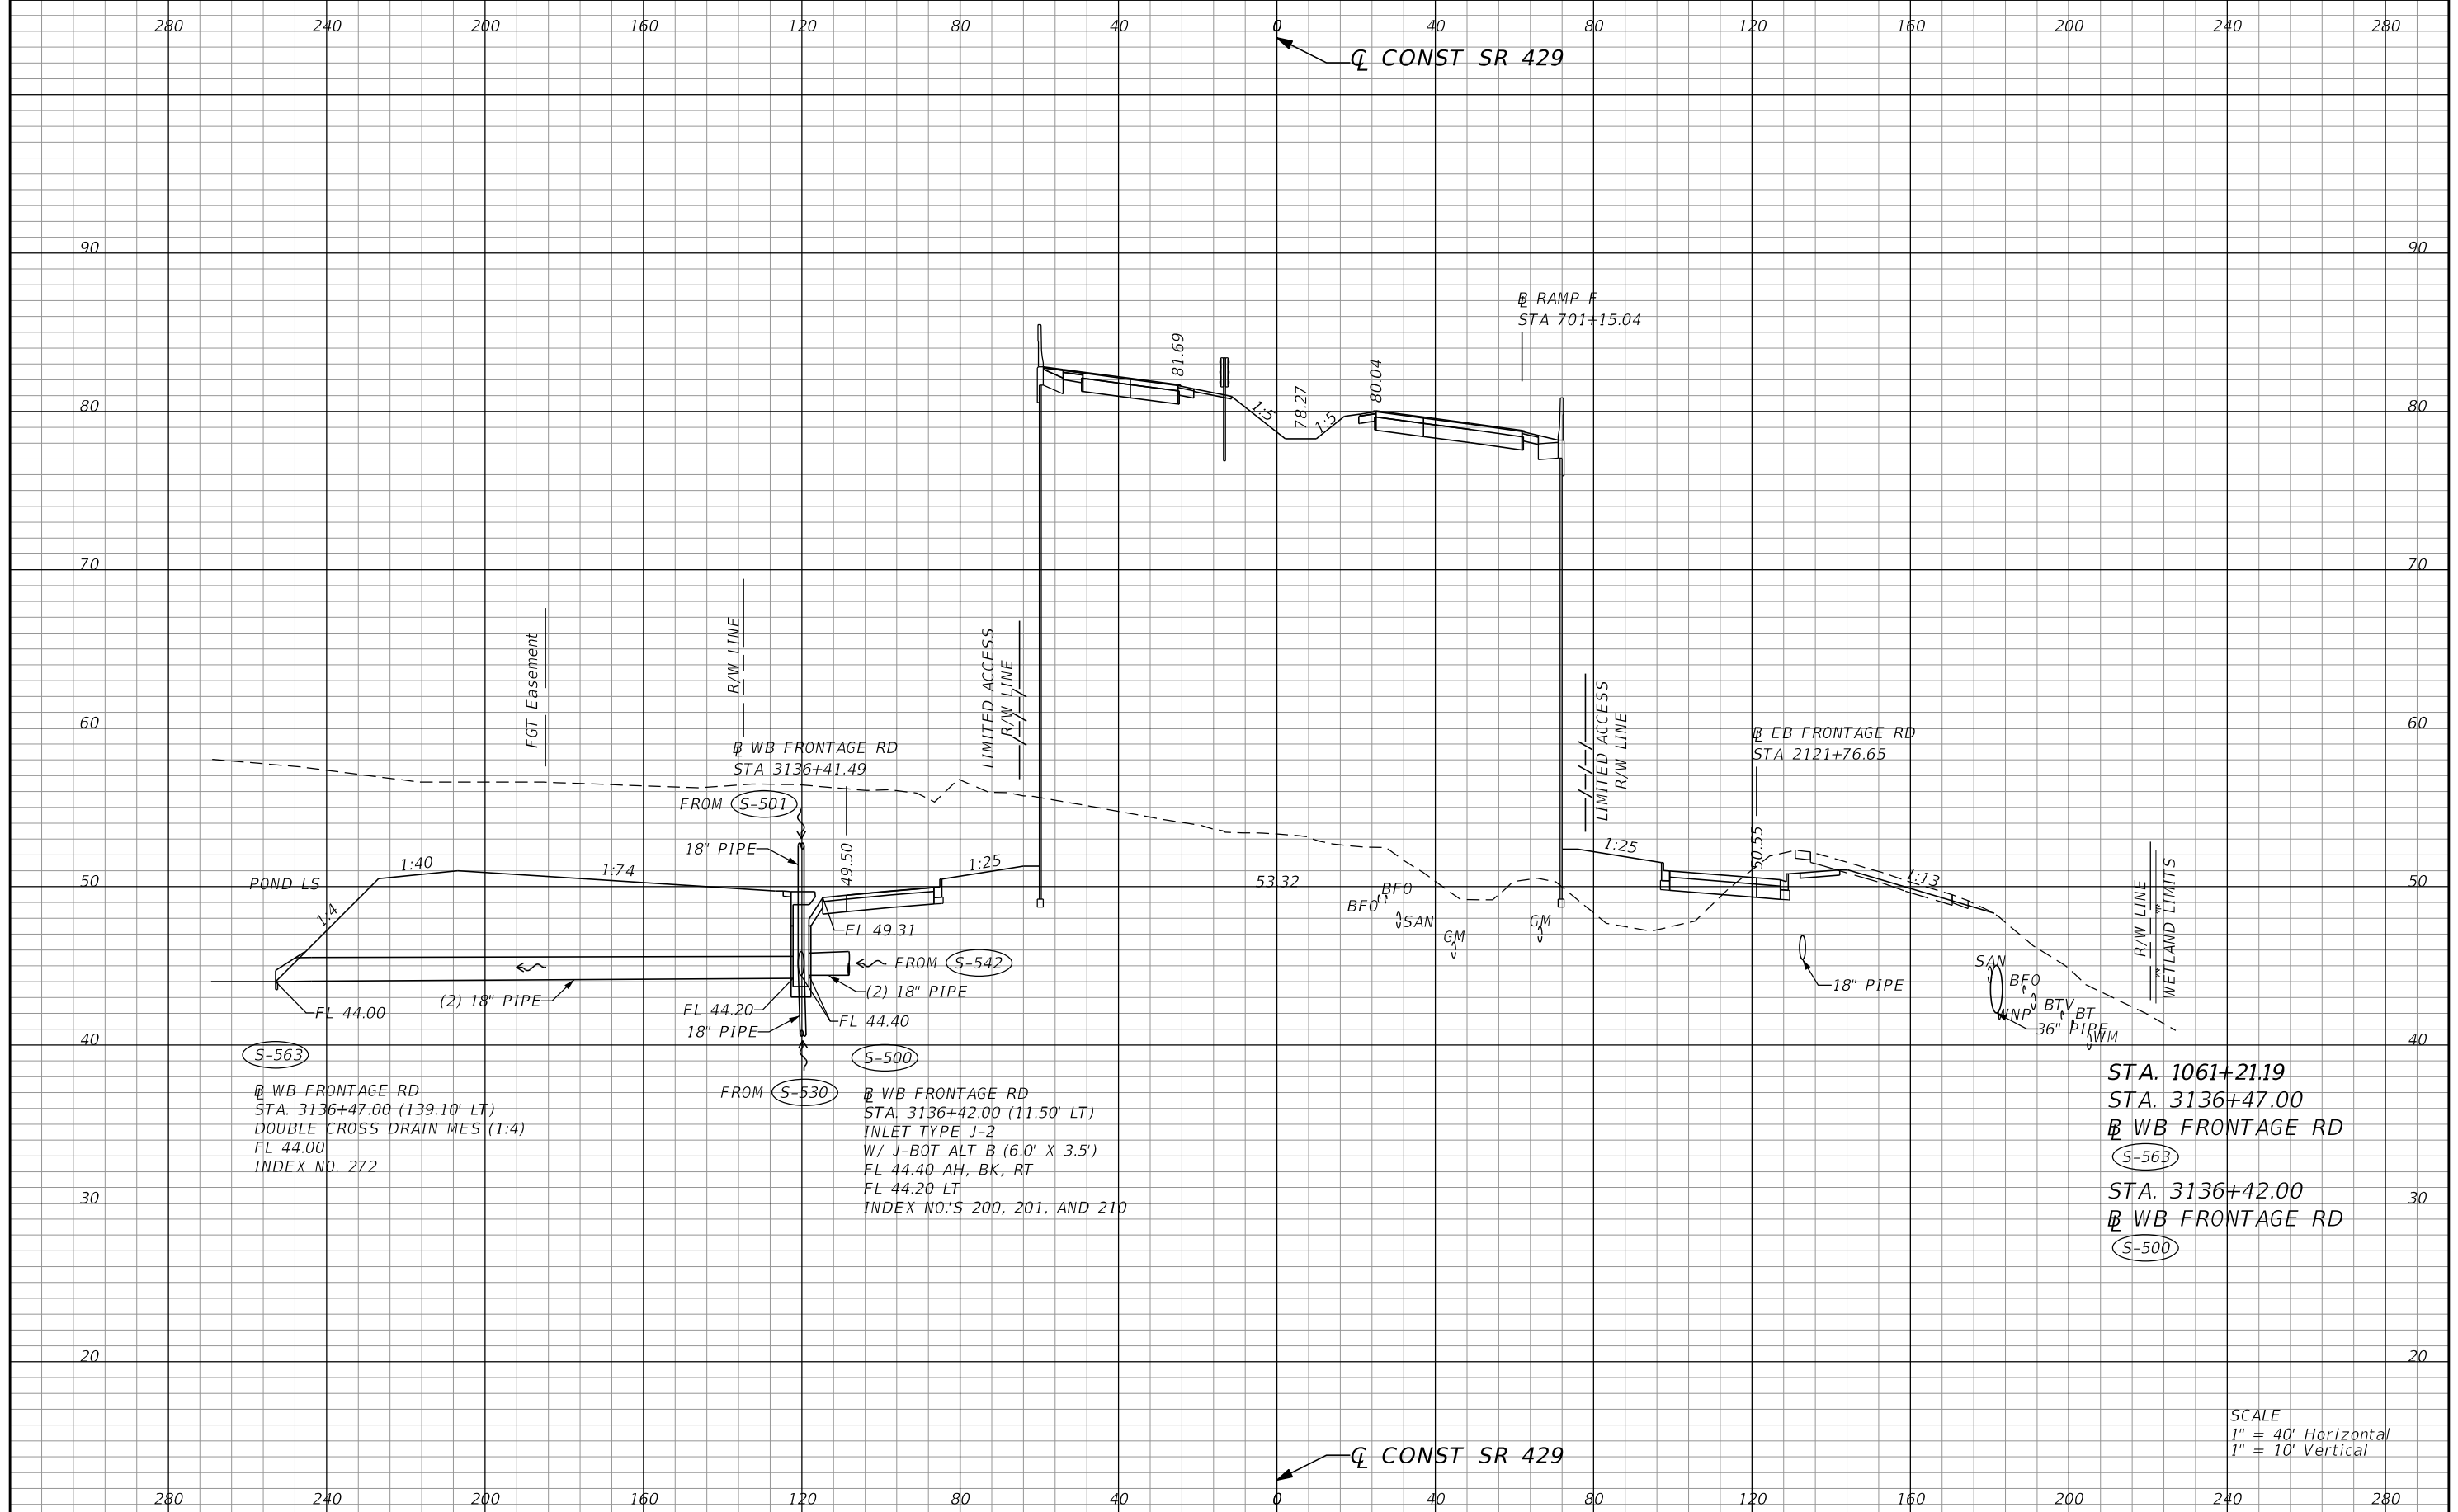 280 240 200 160 120 80 40 0 40 80 120 160 200 240 280
℄ CONST SR 429
90 90
℄ RAMP F
STA 701+15.04
81.69
78.27
80.04
1:5
1:5
80 80
70 70
FGT Easement
R/W LINE
LIMITED ACCESS
R/W LINE
LIMITED ACCESS
R/W LINE
60 60
B WB FRONTAGE RD
STA 3136+41.49
B EB FRONTAGE RD
STA 2121+76.65
FROM S-501
18" PIPE
49.50
50.55
1:40
1:74
1:25
1:25
1:13
POND LS
1:4
50 50
53.32
BFO
BFO
SAN
GM
GM
EL 49.31
FROM S-542
(2) 18" PIPE
(2) 18" PIPE
FL 44.00
FL 44.20
18" PIPE
FL 44.40
18" PIPE
SAN
BFO
WNP
BTV
BT
36" PIPE
WM
R/W LINE
WETLAND LIMITS
40 40
S-563
B WB FRONTAGE RD
STA. 3136+47.00 (139.10' LT)
DOUBLE CROSS DRAIN MES (1:4)
FL 44.00
INDEX NO. 272
FROM S-530
S-500
B WB FRONTAGE RD
STA. 3136+42.00 (11.50' LT)
INLET TYPE J-2
W/ J-BOT ALT B (6.0' X 3.5')
FL 44.40 AH, BK, RT
FL 44.20 LT
INDEX NO.'S 200, 201, AND 210
STA. 1061+21.19
STA. 3136+47.00
B WB FRONTAGE RD
S-563
STA. 3136+42.00
B WB FRONTAGE RD
S-500
30 30
20 20
SCALE
1" = 40' Horizontal
1" = 10' Vertical
℄ CONST SR 429
280 240 200 160 120 80 40 0 40 80 120 160 200 240 280